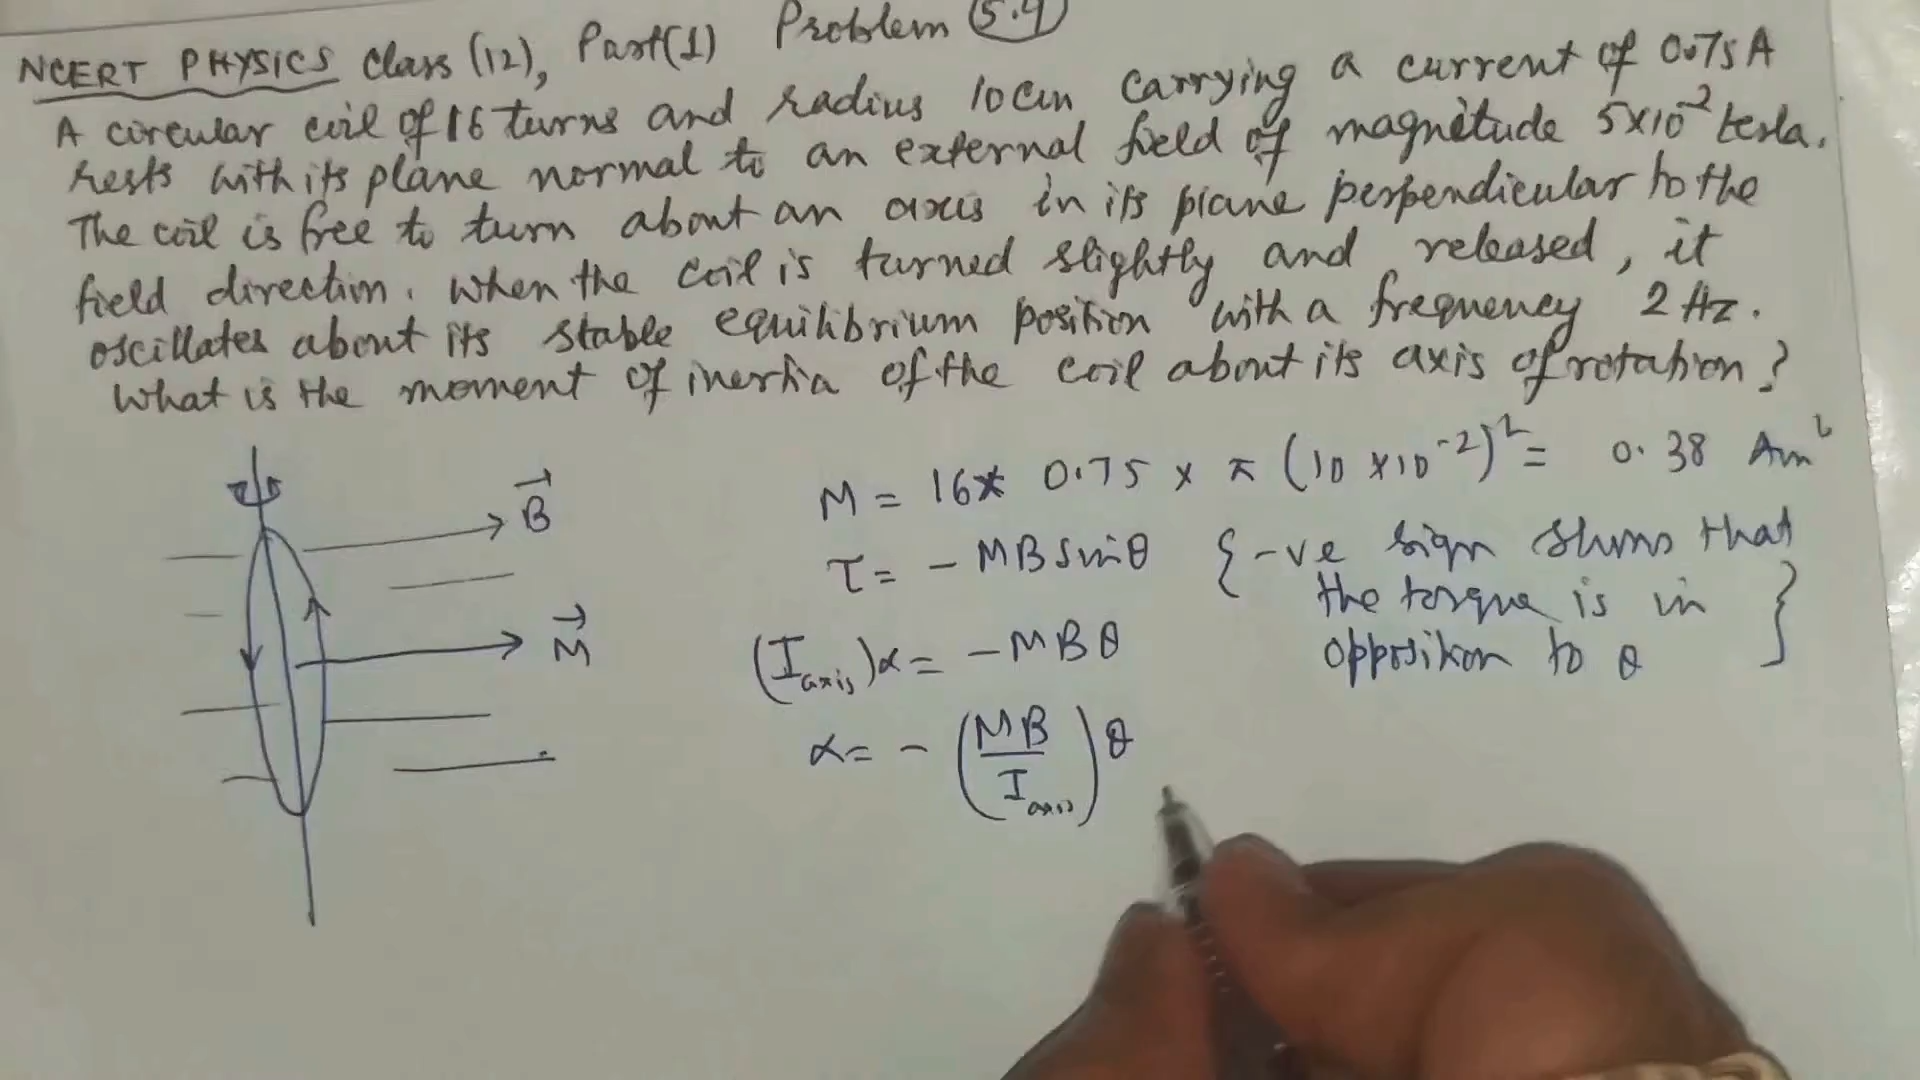 NCERT PHYSICS Class (12), Part(1) Problem 5.9
A circular coil of 16 turns and radius 10cm carrying a current of 0.75A
rests with its plane normal to an external field of magnitude 5×10⁻² tesla.
The coil is free to turn about an axis in its plane perpendicular to the
field direction. When the coil is turned slightly and released, it
oscillates about its stable equilibrium position with a frequency 2 Hz.
What is the moment of inertia of the coil about its axis of rotation?
M = 16× 0.75 × π (10 ×10⁻²)² = 0.38 Am²
τ = - MB sinθ {-ve sign shows that
the torque is in
opposition to θ}
(I_axis)α = -MBθ
α = - (MB/I_axis) θ
B⃗
M⃗